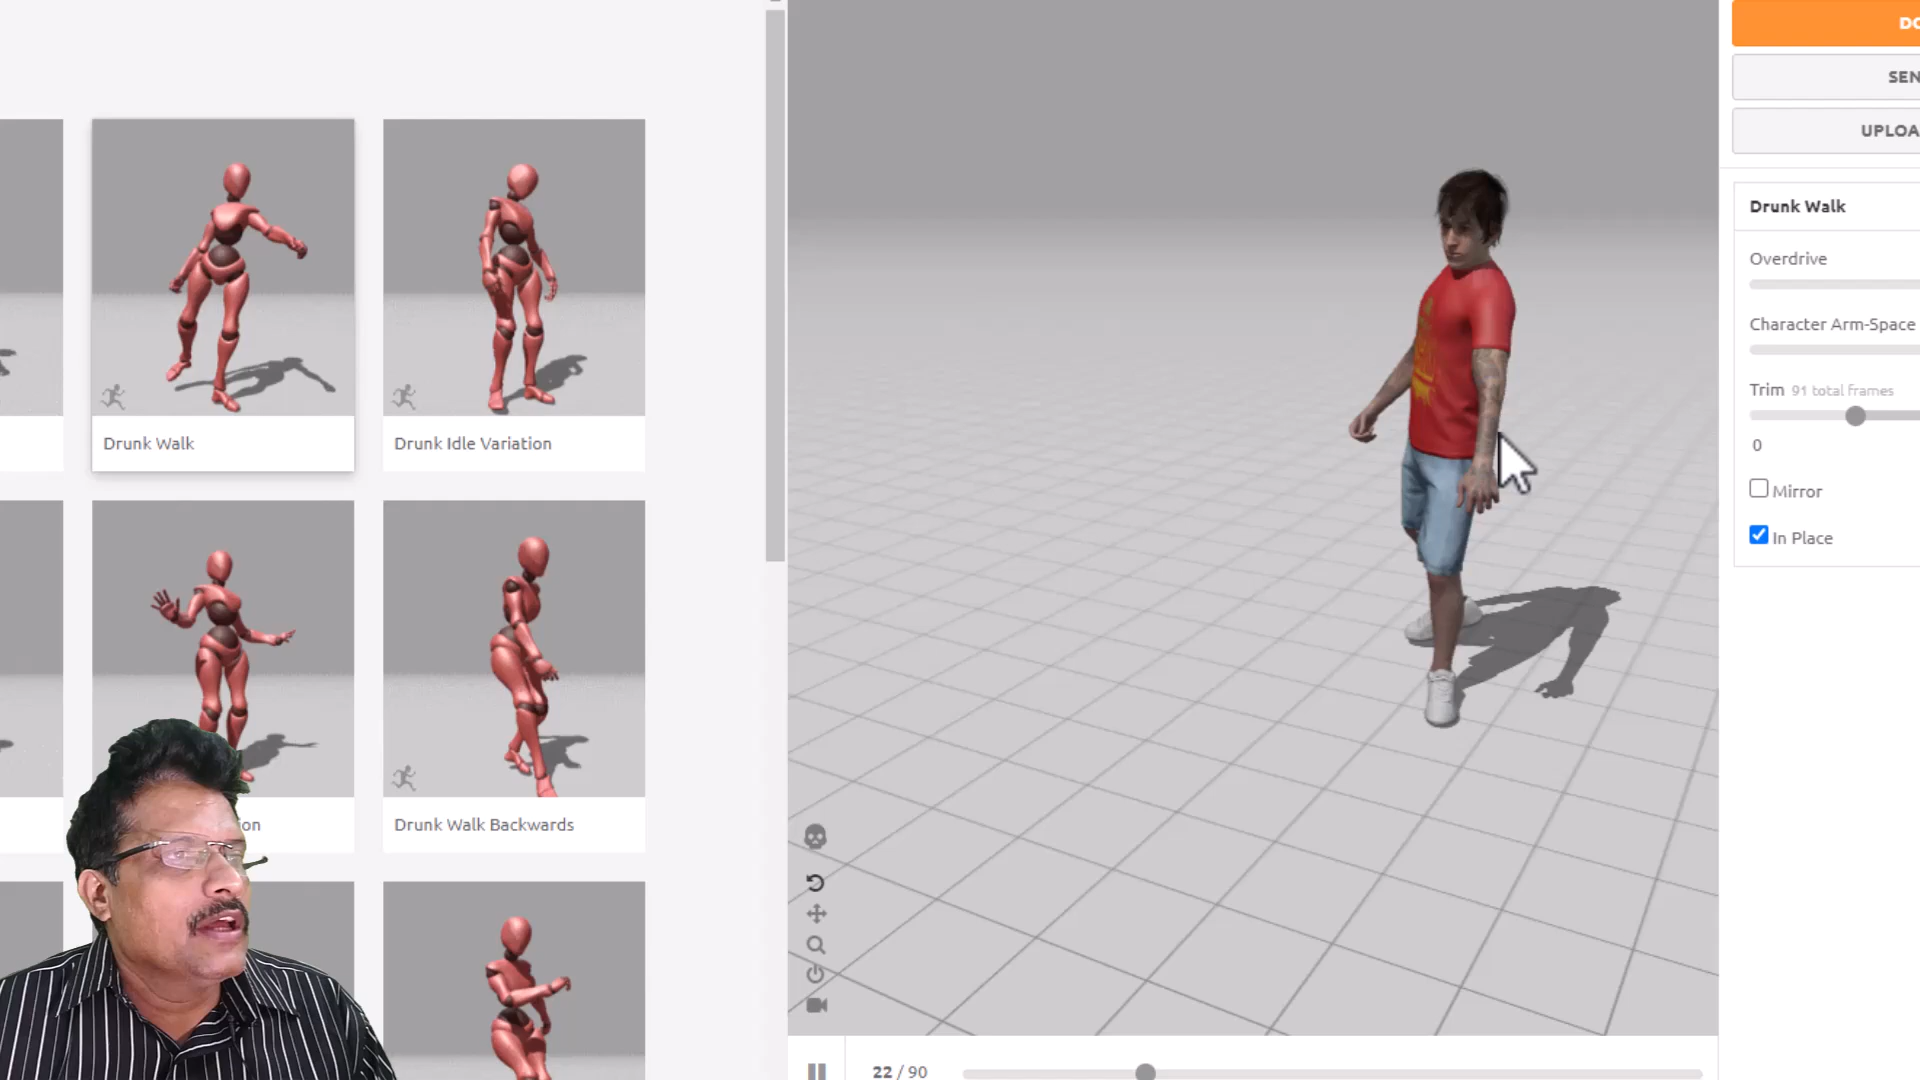 DO
SEN
UPLOA
Drunk Walk
Overdrive
Character Arm-Space
Trim 91 total frames
0
Mirror
In Place
Drunk Walk
Drunk Idle Variation
ion
Drunk Walk Backwards
22 / 90